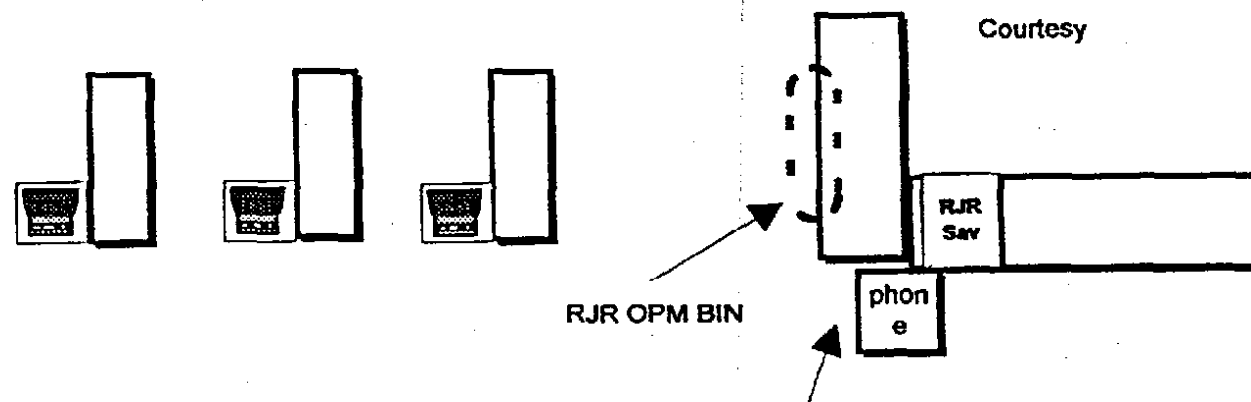 Courtesy
RJR
Sav
RJR OPM BIN
phon
e